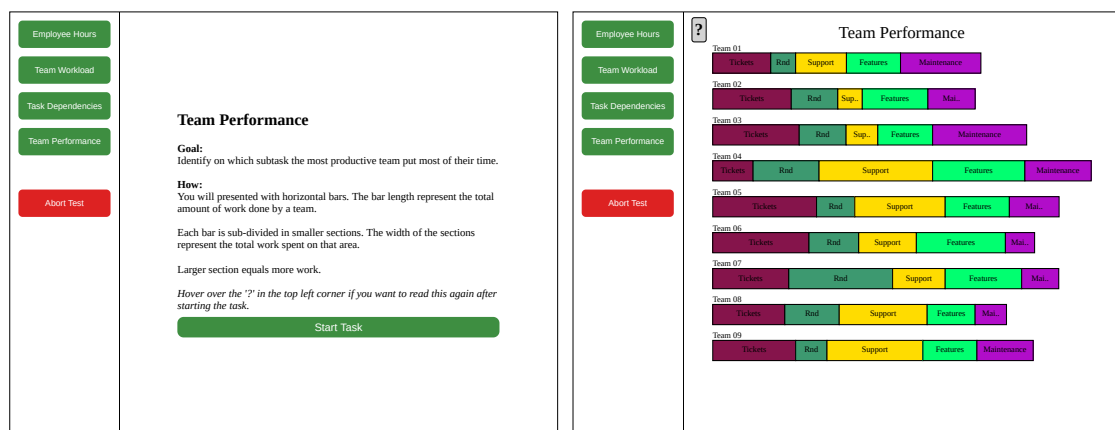 Employee Hours
Team Workload
Task Dependencies
Team Performance
Abort Test
Team Performance
Goal:
Identify on which subtask the most productive team put most of their time.
How:
You will presented with horizontal bars. The bar length represent the total
amount of work done by a team.
Each bar is sub-divided in smaller sections. The width of the sections
represent the total work spent on that area.
Larger section equals more work.
Hover over the '?' in the top left corner if you want to read this again after
starting the task.
Start Task
Employee Hours
Team Workload
Task Dependencies
Team Performance
Abort Test
?
Team Performance
Team 01
Tickets Rnd Support Features Maintenance
Team 02
Tickets Rnd Sup.. Features Mai..
Team 03
Tickets Rnd Sup.. Features Maintenance
Team 04
Tickets Rnd Support Features Maintenance
Team 05
Tickets Rnd Support Features Mai..
Team 06
Tickets Rnd Support Features Mai..
Team 07
Tickets Rnd Support Features Mai..
Team 08
Tickets Rnd Support Features Mai..
Team 09
Tickets Rnd Support Features Maintenance